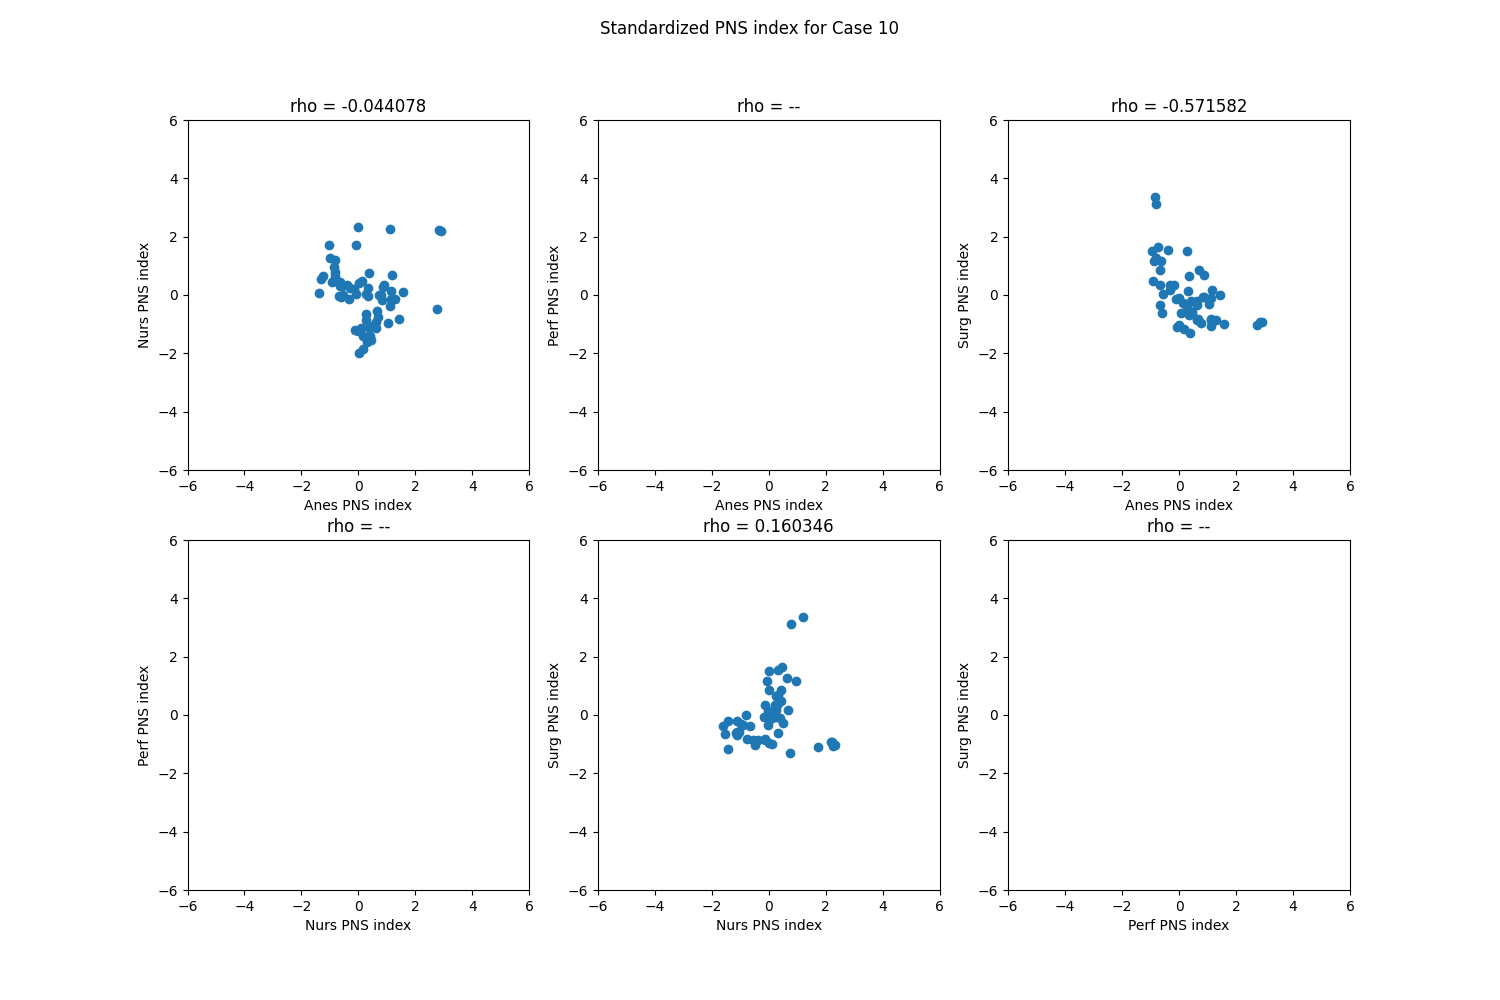 Standardized PNS index for Case 10
rho = -0.044078
rho = --
rho = -0.571582
6
4
2
0
−2
−4
−6
Nurs PNS index
−6 −4 −2 0 2 4 6
Anes PNS index
6
4
2
0
−2
−4
−6
Perf PNS index
−6 −4 −2 0 2 4 6
Anes PNS index
6
4
2
0
−2
−4
−6
Surg PNS index
−6 −4 −2 0 2 4 6
Anes PNS index
rho = --
rho = 0.160346
rho = --
6
4
2
0
−2
−4
−6
Perf PNS index
−6 −4 −2 0 2 4 6
Nurs PNS index
6
4
2
0
−2
−4
−6
Surg PNS index
−6 −4 −2 0 2 4 6
Nurs PNS index
6
4
2
0
−2
−4
−6
Surg PNS index
−6 −4 −2 0 2 4 6
Perf PNS index